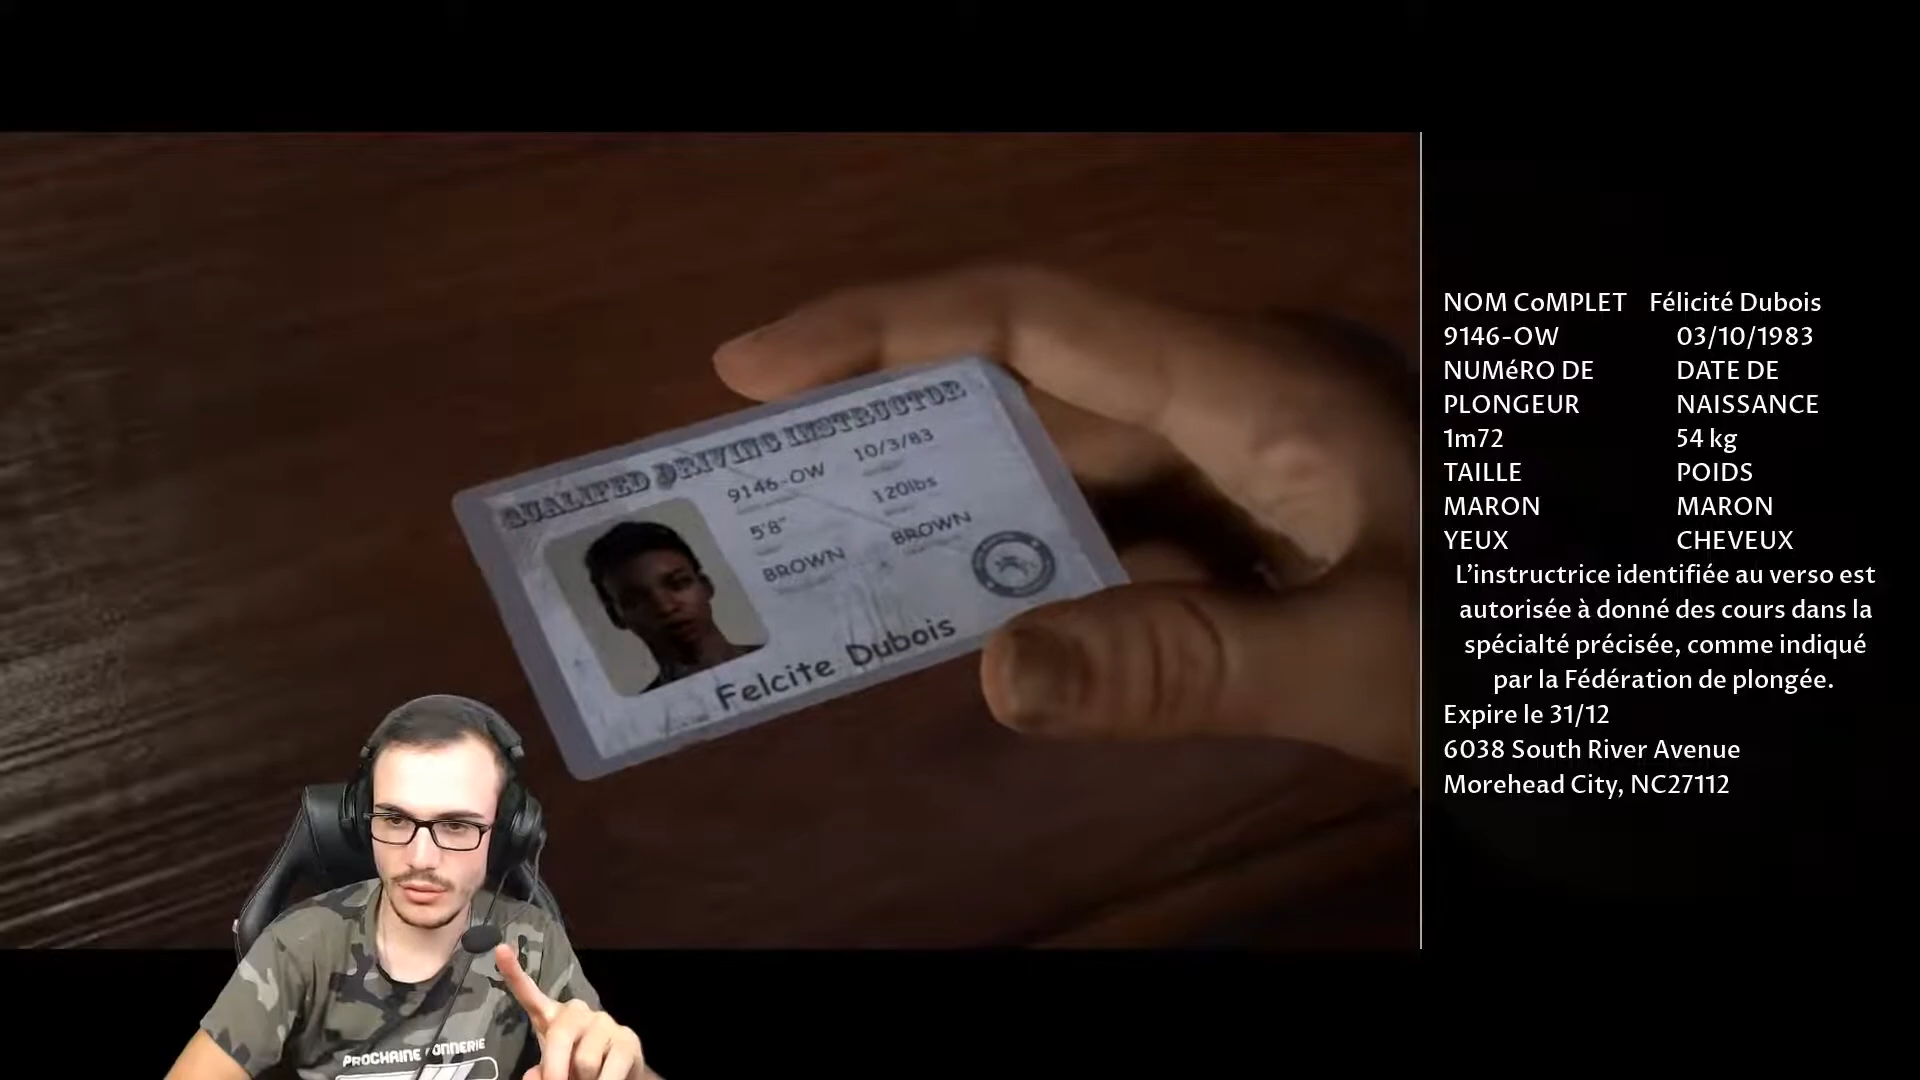 QUALIFED DRIVING INSTRUCTOR
9146-OW 10/3/83
5'8" 120lbs
BROWN BROWN
Felcite Dubois
NOM CoMPLET Félicité Dubois
9146-OW 03/10/1983
NUMéRO DE DATE DE
PLONGEUR NAISSANCE
1m72 54 kg
TAILLE POIDS
MARON MARON
YEUX CHEVEUX
L'instructrice identifiée au verso est
autorisée à donné des cours dans la
spécialté précisée, comme indiqué
par la Fédération de plongée.
Expire le 31/12
6038 South River Avenue
Morehead City, NC27112
PROCHAINE